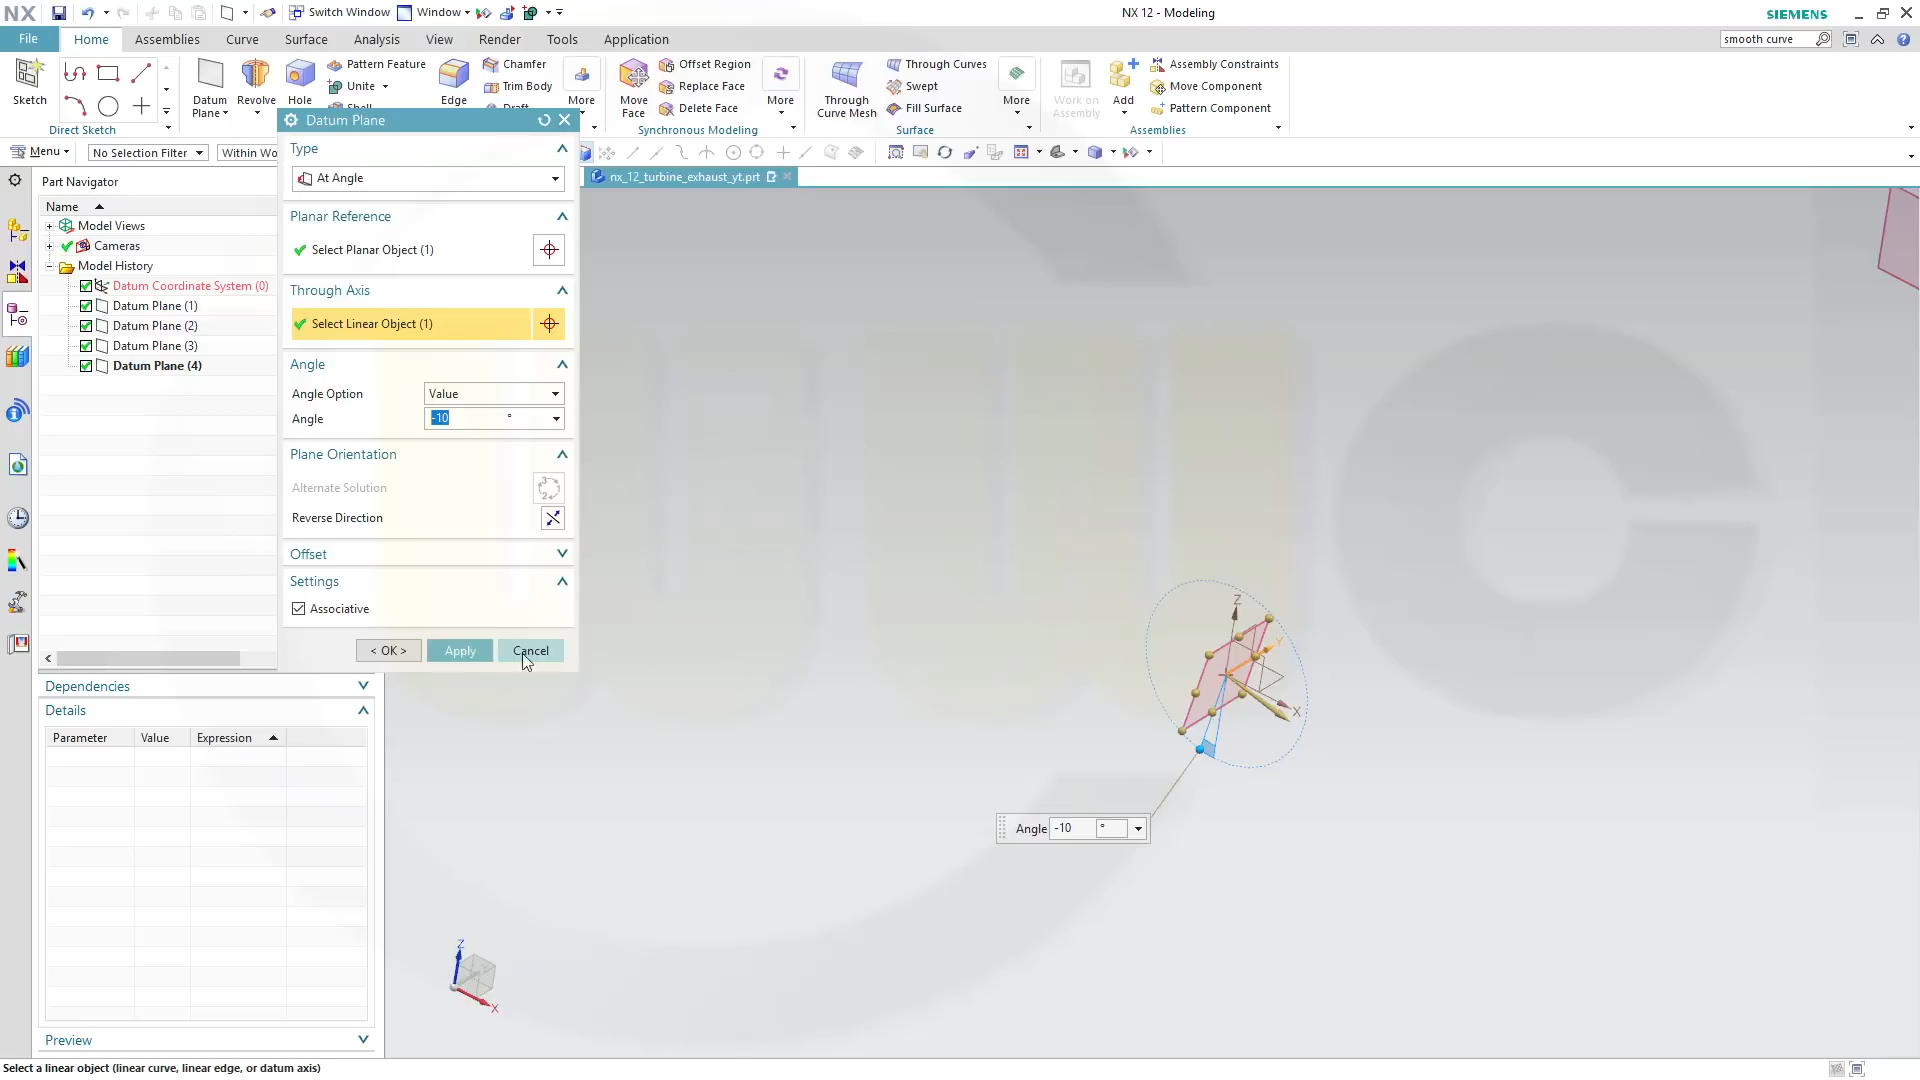 NX
Switch Window
Window
NX 12 - Modeling
SIEMENS
File
Home
Assemblies
Curve
Surface
Analysis
View
Render
Tools
Application
smooth curve
Sketch
Direct Sketch
Datum
Plane
Revolve
Hole
Pattern Feature
Unite
Shell
Edge
Chamfer
Trim Body
Draft
More
Move
Face
Offset Region
Replace Face
Delete Face
More
Synchronous Modeling
Through
Curve Mesh
Through Curves
Swept
Fill Surface
More
Surface
Work on
Assembly
Add
Assembly Constraints
Move Component
Pattern Component
Assemblies
Menu
No Selection Filter
Within Wo
Datum Plane
Type
At Angle
Planar Reference
Select Planar Object (1)
Through Axis
Select Linear Object (1)
Angle
Angle Option
Value
Angle
-10
°
Plane Orientation
Alternate Solution
Reverse Direction
Offset
Settings
Associative
< OK >
Apply
Cancel
Part Navigator
Name
Model Views
Cameras
Model History
Datum Coordinate System (0)
Datum Plane (1)
Datum Plane (2)
Datum Plane (3)
Datum Plane (4)
Dependencies
Details
Parameter
Value
Expression
Preview
nx_12_turbine_exhaust_yt.prt
Z
Y
X
Angle
-10
°
Z
X
Select a linear object (linear curve, linear edge, or datum axis)